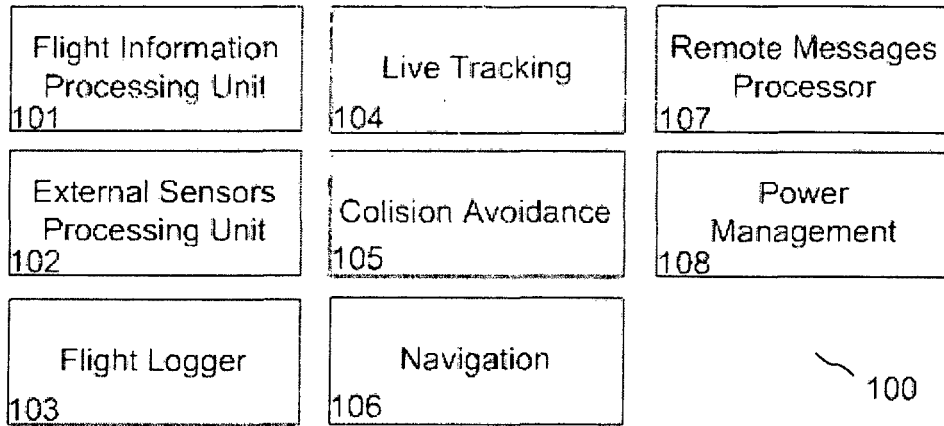 Flight Information
Processing Unit
101
Live Tracking
104
Remote Messages
Processor
107
External Sensors
Processing Unit
102
Colision Avoidance
105
Power
Management
108
Flight Logger
103
Navigation
106
100